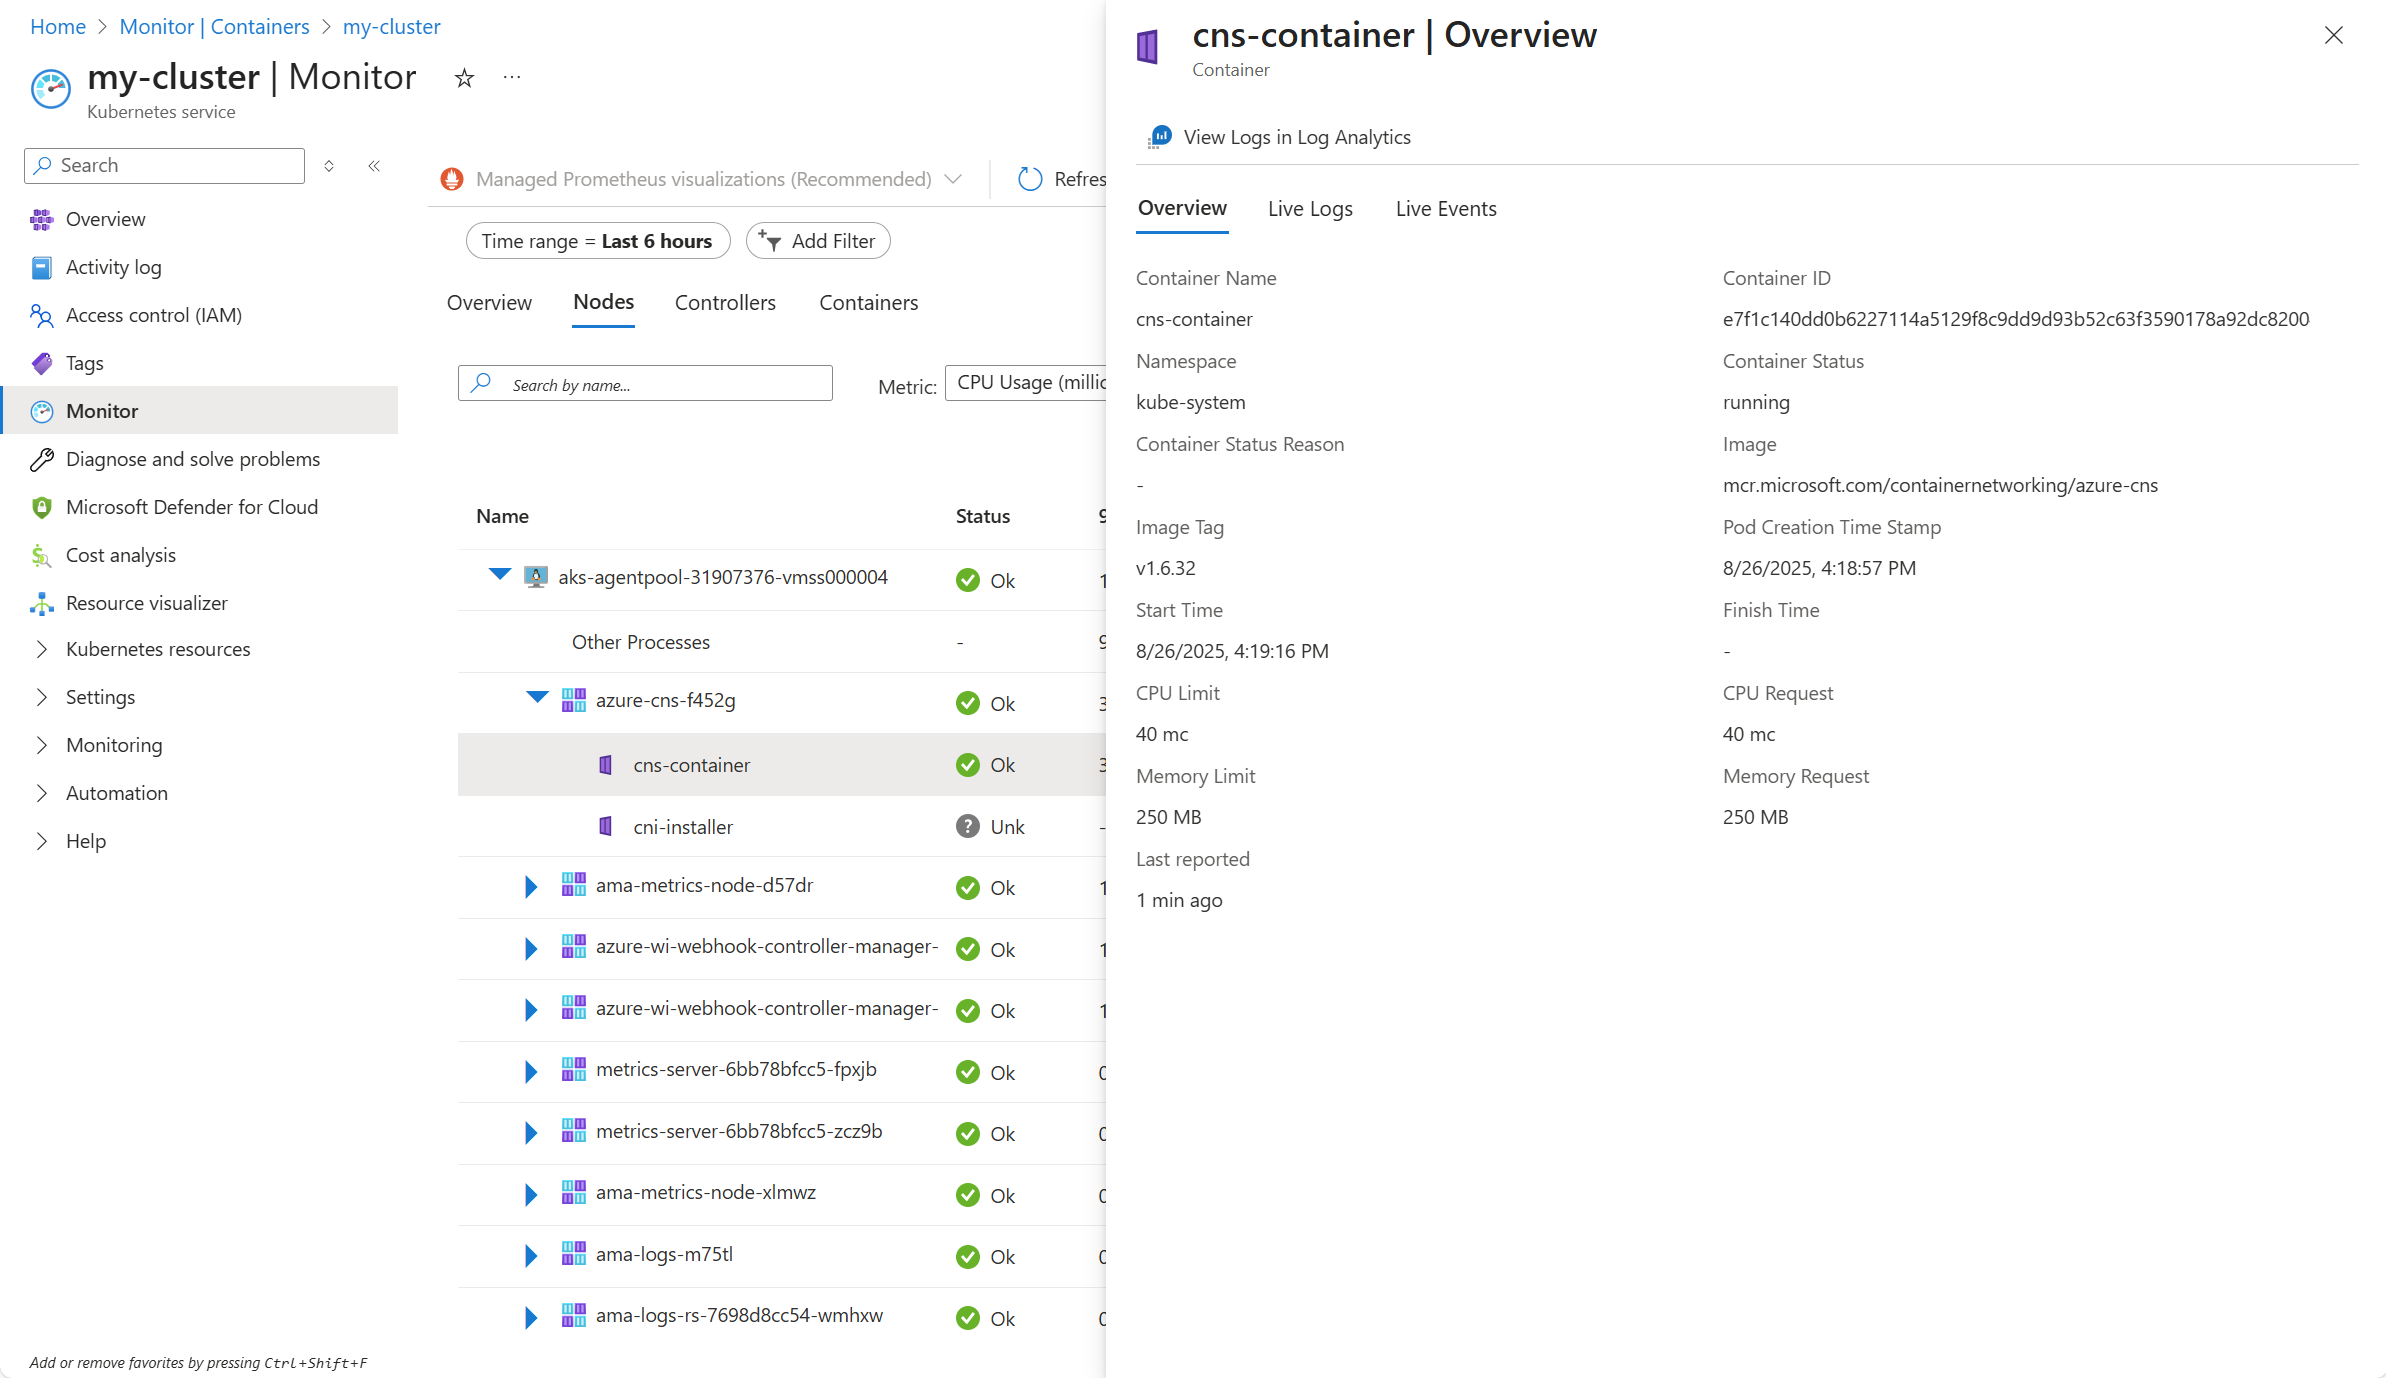 Home > Monitor | Containers > my-cluster
my-cluster | Monitor
Kubernetes service
Search
Overview
Activity log
Access control (IAM)
Tags
Monitor
Diagnose and solve problems
Microsoft Defender for Cloud
Cost analysis
Resource visualizer
Kubernetes resources
Settings
Monitoring
Automation
Help
Add or remove favorites by pressing Ctrl+Shift+F
Managed Prometheus visualizations (Recommended)
Refres
Time range = Last 6 hours
Add Filter
Overview Nodes Controllers Containers
Search by name...
Metric: CPU Usage (millic
Name Status 9
aks-agentpool-31907376-vmss000004 Ok 1
Other Processes - 9
azure-cns-f452g Ok 3
cns-container Ok 3
cni-installer Unk -
ama-metrics-node-d57dr Ok 1
azure-wi-webhook-controller-manager- Ok 1
azure-wi-webhook-controller-manager- Ok 1
metrics-server-6bb78bfcc5-fpxjb Ok 0
metrics-server-6bb78bfcc5-zcz9b Ok 0
ama-metrics-node-xlmwz Ok 0
ama-logs-m75tl Ok 0
ama-logs-rs-7698d8cc54-wmhxw Ok 0
cns-container | Overview
Container
View Logs in Log Analytics
Overview Live Logs Live Events
Container Name
cns-container
Container ID
e7f1c140dd0b6227114a5129f8c9dd9d93b52c63f3590178a92dc8200
Namespace
kube-system
Container Status
running
Container Status Reason
-
Image
mcr.microsoft.com/containernetworking/azure-cns
Image Tag
v1.6.32
Pod Creation Time Stamp
8/26/2025, 4:18:57 PM
Start Time
8/26/2025, 4:19:16 PM
Finish Time
-
CPU Limit
40 mc
CPU Request
40 mc
Memory Limit
250 MB
Memory Request
250 MB
Last reported
1 min ago